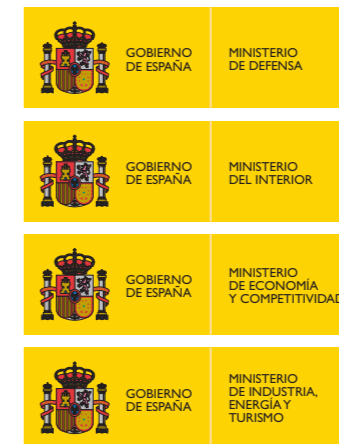 GOBIERNO
DE ESPAÑA
MINISTERIO
DE DEFENSA
GOBIERNO
DE ESPAÑA
MINISTERIO
DEL INTERIOR
GOBIERNO
DE ESPAÑA
MINISTERIO
DE ECONOMÍA
Y COMPETITIVIDAD
GOBIERNO
DE ESPAÑA
MINISTERIO
DE INDUSTRIA,
ENERGÍA Y
TURISMO